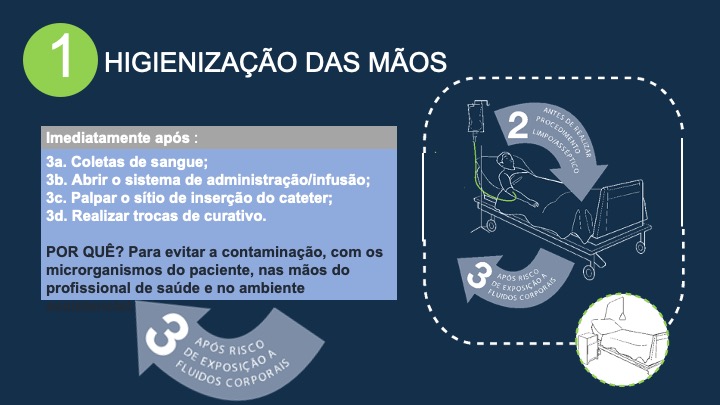 1
HIGIENIZAÇÃO DAS MÃOS
Imediatamente após :
3a. Coletas de sangue;
3b. Abrir o sistema de administração/infusão;
3c. Palpar o sítio de inserção do cateter;
3d. Realizar trocas de curativo.
POR QUÊ? Para evitar a contaminação, com os
microrganismos do paciente, nas mãos do
profissional de saúde e no ambiente
3
APÓS RISCO
DE EXPOSIÇÃO A
FLUIDOS CORPORAIS
2
ANTES DE REALIZAR
PROCEDIMENTO
LIMPO/ASSÉPTICO
3
APÓS RISCO
DE EXPOSIÇÃO A
FLUIDOS CORPORAIS